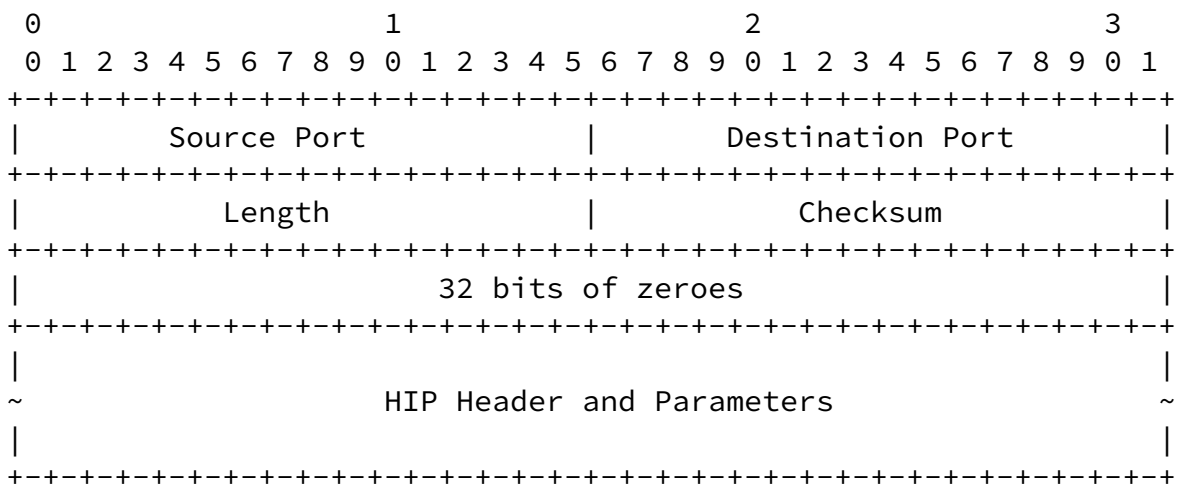 0                   1                   2                   3
 0 1 2 3 4 5 6 7 8 9 0 1 2 3 4 5 6 7 8 9 0 1 2 3 4 5 6 7 8 9 0 1
+-+-+-+-+-+-+-+-+-+-+-+-+-+-+-+-+-+-+-+-+-+-+-+-+-+-+-+-+-+-+-+-+
|        Source Port            |       Destination Port        |
+-+-+-+-+-+-+-+-+-+-+-+-+-+-+-+-+-+-+-+-+-+-+-+-+-+-+-+-+-+-+-+-+
|           Length              |           Checksum            |
+-+-+-+-+-+-+-+-+-+-+-+-+-+-+-+-+-+-+-+-+-+-+-+-+-+-+-+-+-+-+-+-+
|                       32 bits of zeroes                       |
+-+-+-+-+-+-+-+-+-+-+-+-+-+-+-+-+-+-+-+-+-+-+-+-+-+-+-+-+-+-+-+-+
|                                                               |
~                    HIP Header and Parameters                  ~
|                                                               |
+-+-+-+-+-+-+-+-+-+-+-+-+-+-+-+-+-+-+-+-+-+-+-+-+-+-+-+-+-+-+-+-+